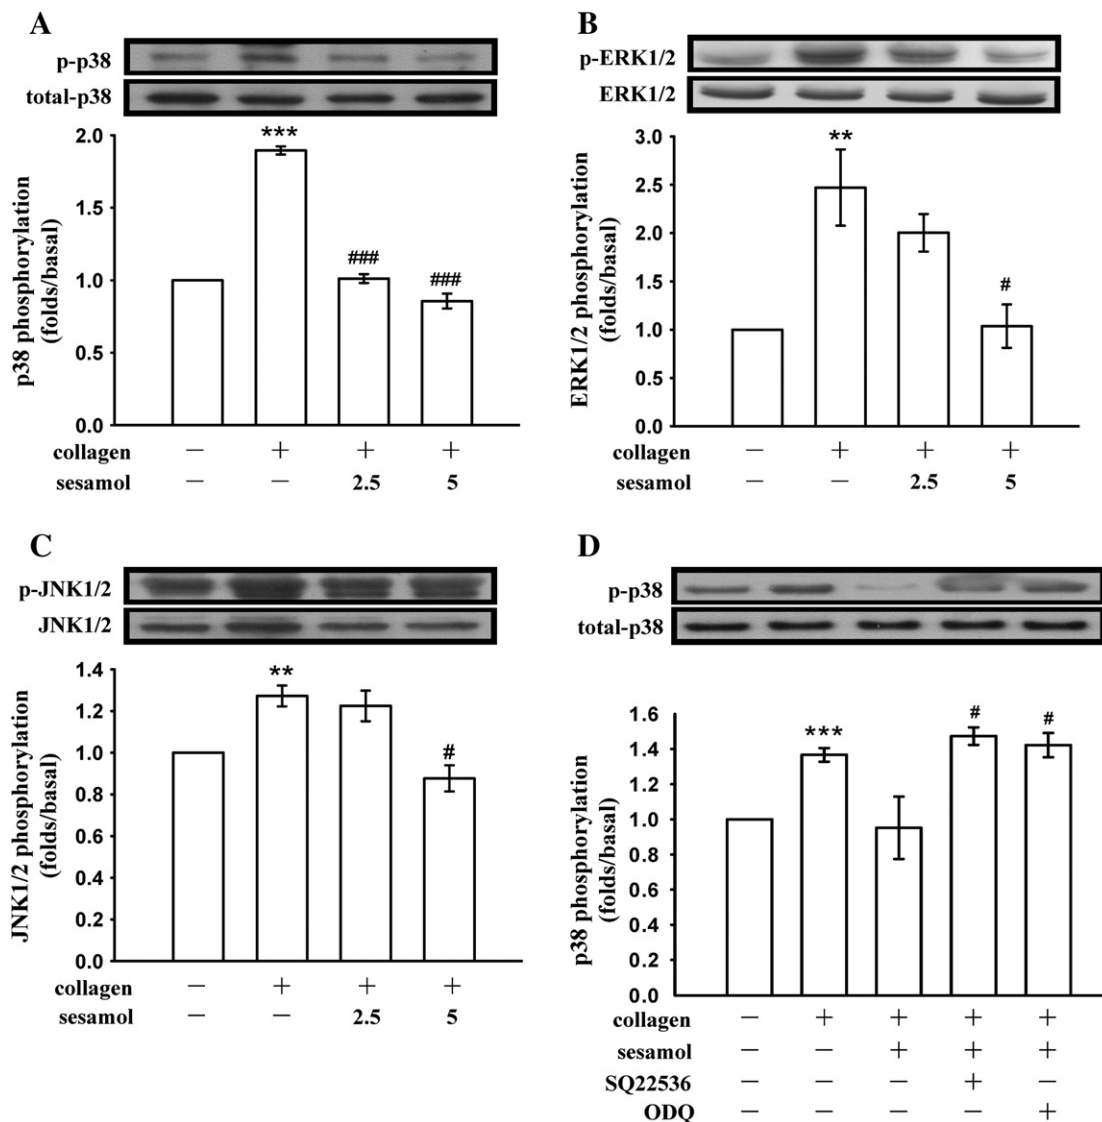 A
p-p38
total-p38
p38 phosphorylation
(folds/basal)
2.0
***
1.5
###
###
1.0
0.5
0.0
collagen − + + +
sesamol − − 2.5 5
B
p-ERK1/2
ERK1/2
ERK1/2 phosphorylation
(folds/basal)
3.0
**
2.5
2.0
1.5
#
1.0
0.5
0.0
collagen − + + +
sesamol − − 2.5 5
C
p-JNK1/2
JNK1/2
JNK1/2 phosphorylation
(folds/basal)
1.4
**
1.2
1.0
#
0.8
0.6
0.4
0.2
0.0
collagen − + + +
sesamol − − 2.5 5
D
p-p38
total-p38
p38 phosphorylation
(folds/basal)
1.6
***
#
#
1.4
1.2
1.0
0.8
0.6
0.4
0.2
0.0
collagen − + + + +
sesamol − − + + +
SQ22536 − − − + −
ODQ − − − − +